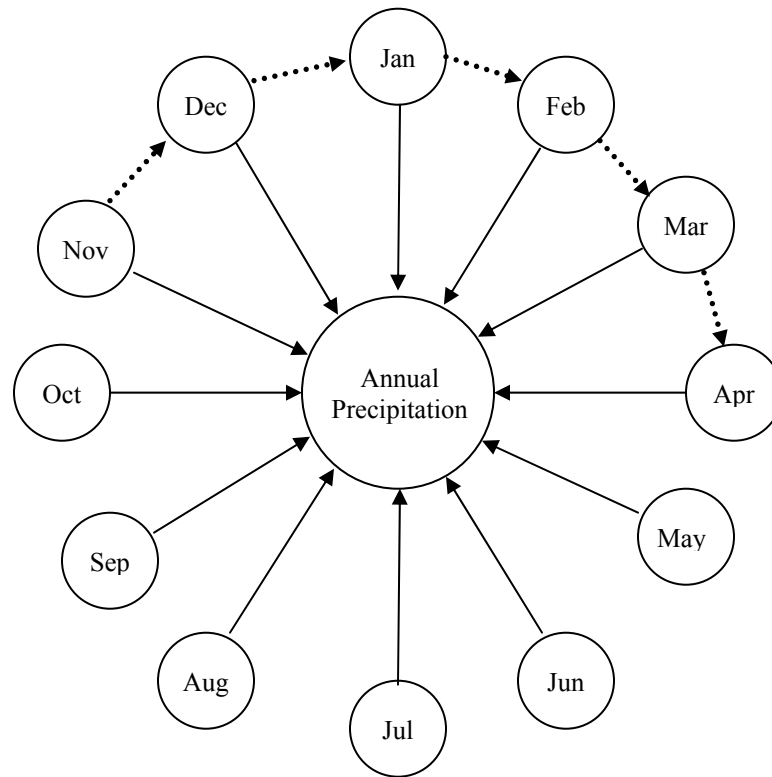 Jan
Dec
Feb
Nov
Mar
Annual
Precipitation
Oct
Apr
Sep
May
Aug
Jun
Jul